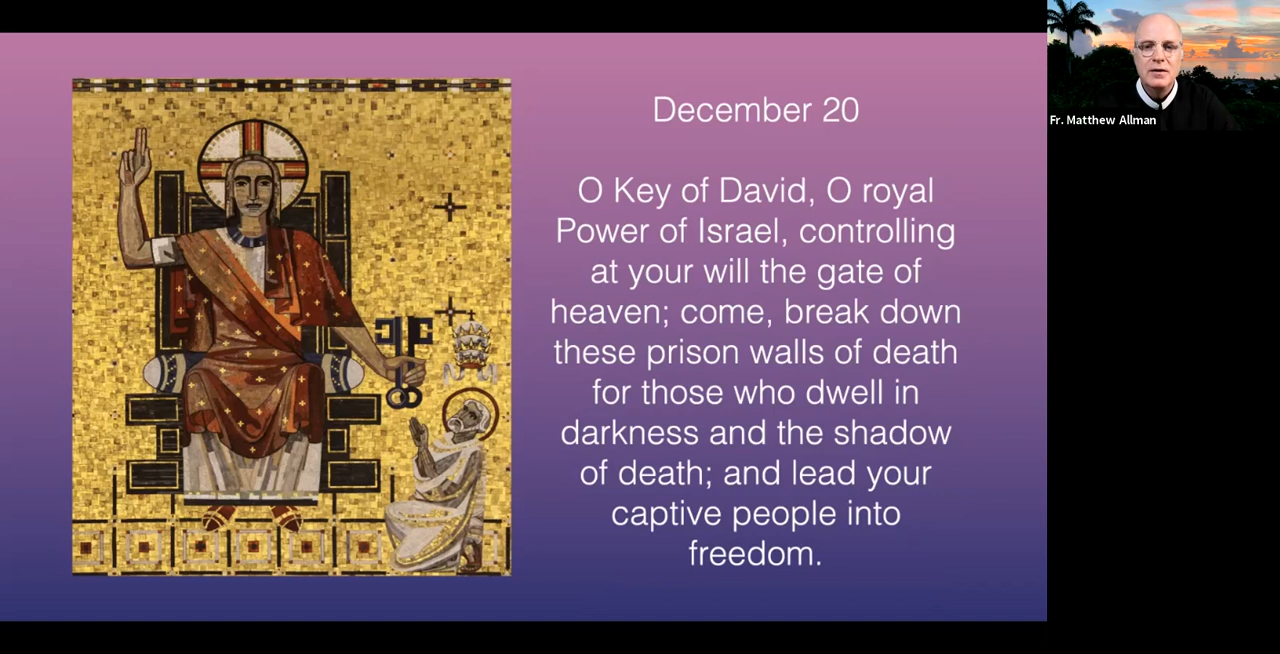 December 20
O Key of David, O royal
Power of Israel, controlling
at your will the gate of
heaven; come, break down
these prison walls of death
for those who dwell in
darkness and the shadow
of death; and lead your
captive people into
freedom.
Fr. Matthew Allman